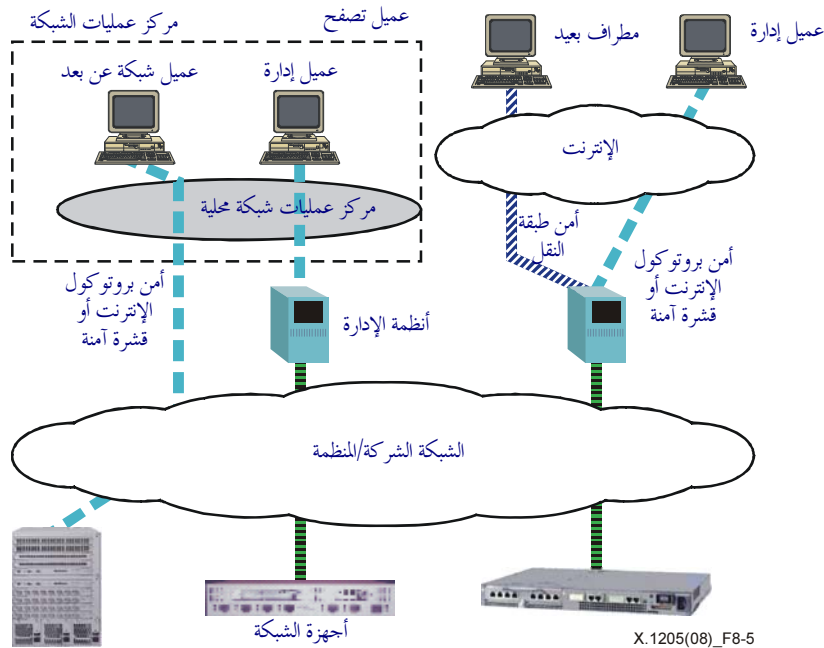 مركز عمليات الشبكة
عميل تصفح
مطراف بعيد
عميل إدارة
عميل شبكة عن بعد
عميل إدارة
الإنترنت
مركز عمليات شبكة محلية
أمن طبقة
النقل
أمن بروتوكول
الإنترنت أو
قشرة آمنة
أنظمة الإدارة
أمن بروتوكول
الإنترنت أو
قشرة آمنة
الشبكة الشركة/المنظمة
أجهزة الشبكة
X.1205(08)_F8-5